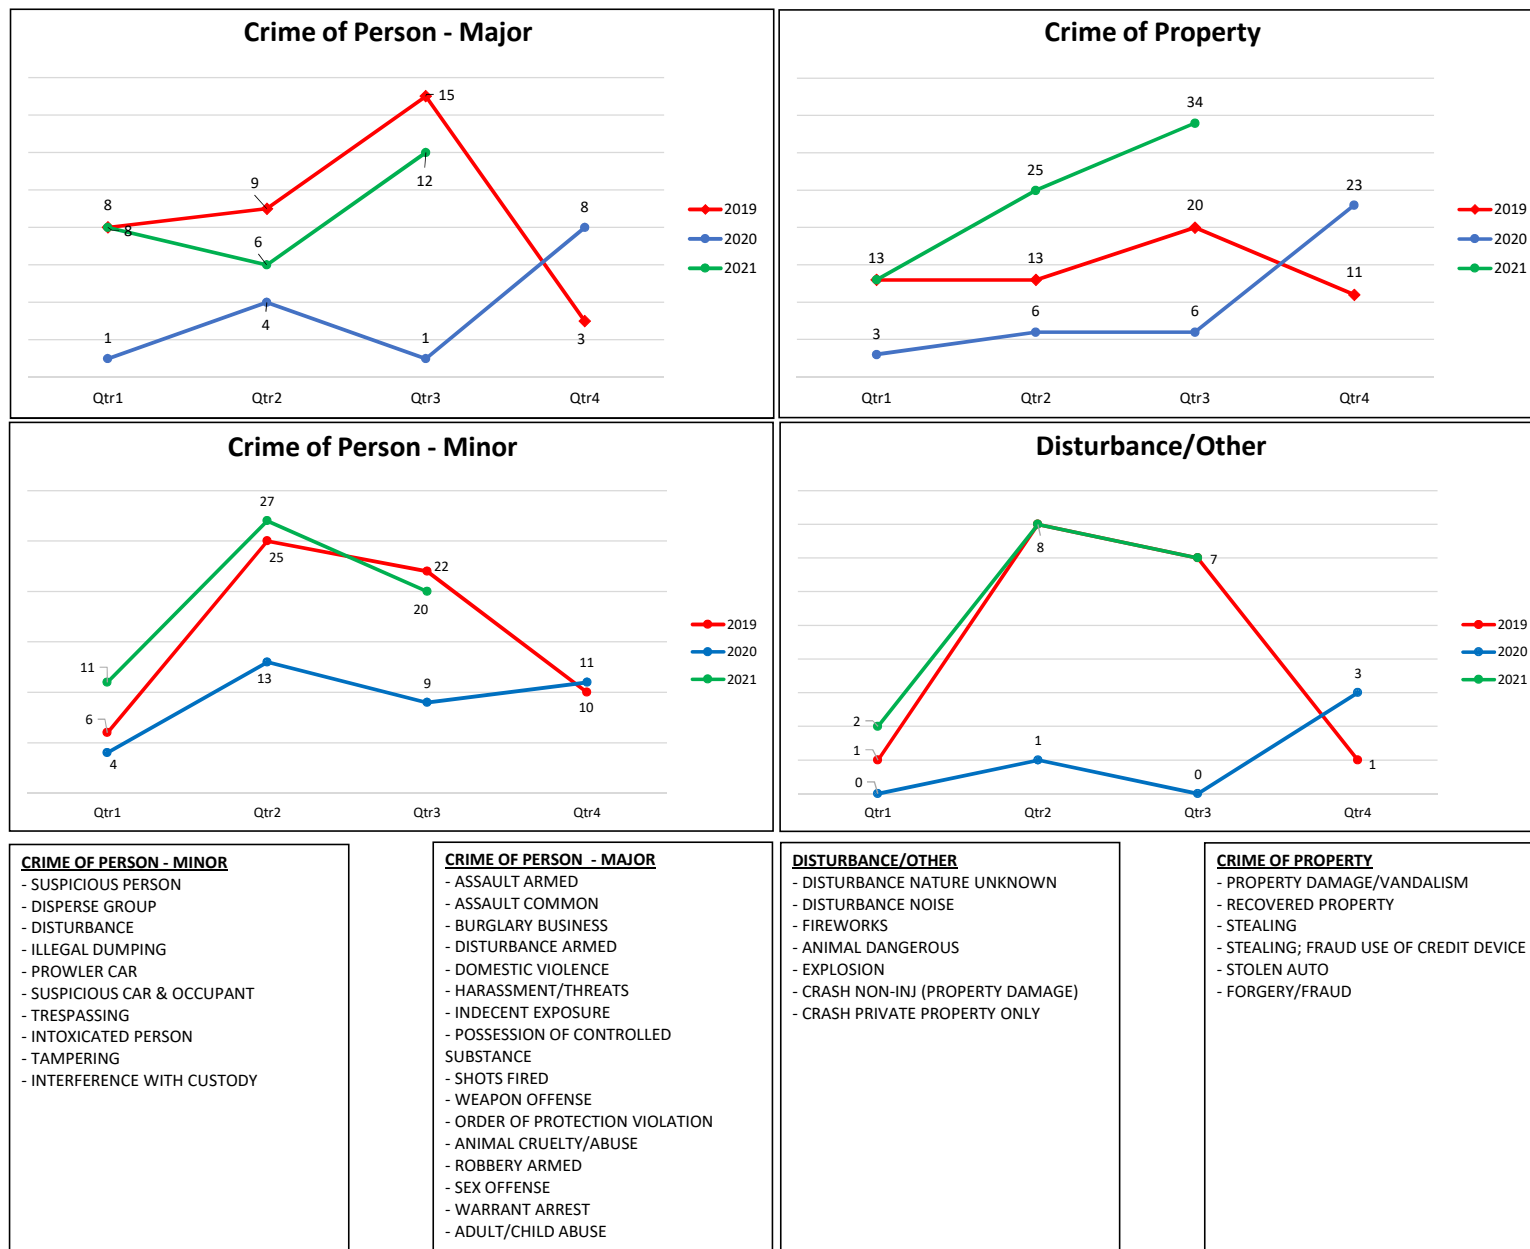 Crime of Person - Major
15
9
8
8
6
12
8
1
4
1
3
Qtr1 Qtr2 Qtr3 Qtr4
2019
2020
2021
Crime of Property
34
25
23
20
13
13
11
6
6
3
Qtr1 Qtr2 Qtr3 Qtr4
2019
2020
2021
Crime of Person - Minor
27
25
22
20
11
13
9
11
6
10
4
Qtr1 Qtr2 Qtr3 Qtr4
2019
2020
2021
Disturbance/Other
8
7
3
2
1
1
0
0
1
Qtr1 Qtr2 Qtr3 Qtr4
2019
2020
2021
CRIME OF PERSON - MINOR
- SUSPICIOUS PERSON
- DISPERSE GROUP
- DISTURBANCE
- ILLEGAL DUMPING
- PROWLER CAR
- SUSPICIOUS CAR & OCCUPANT
- TRESPASSING
- INTOXICATED PERSON
- TAMPERING
- INTERFERENCE WITH CUSTODY
CRIME OF PERSON - MAJOR
- ASSAULT ARMED
- ASSAULT COMMON
- BURGLARY BUSINESS
- DISTURBANCE ARMED
- DOMESTIC VIOLENCE
- HARASSMENT/THREATS
- INDECENT EXPOSURE
- POSSESSION OF CONTROLLED
SUBSTANCE
- SHOTS FIRED
- WEAPON OFFENSE
- ORDER OF PROTECTION VIOLATION
- ANIMAL CRUELTY/ABUSE
- ROBBERY ARMED
- SEX OFFENSE
- WARRANT ARREST
- ADULT/CHILD ABUSE
DISTURBANCE/OTHER
- DISTURBANCE NATURE UNKNOWN
- DISTURBANCE NOISE
- FIREWORKS
- ANIMAL DANGEROUS
- EXPLOSION
- CRASH NON-INJ (PROPERTY DAMAGE)
- CRASH PRIVATE PROPERTY ONLY
CRIME OF PROPERTY
- PROPERTY DAMAGE/VANDALISM
- RECOVERED PROPERTY
- STEALING
- STEALING; FRAUD USE OF CREDIT DEVICE
- STOLEN AUTO
- FORGERY/FRAUD